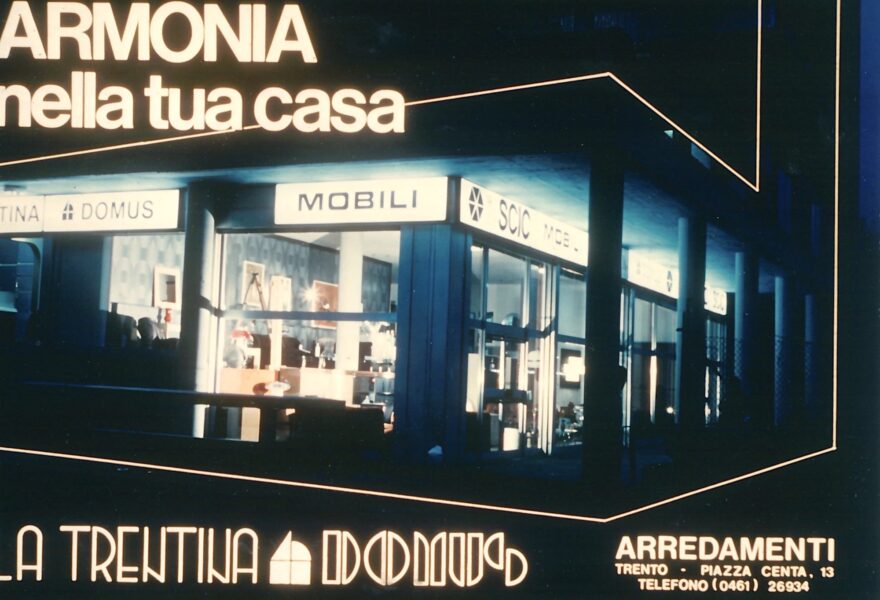 ARMONIA
nella tua casa
TINA DOMUS
MOBILI
SCIC MOBILI
LA TRENTINA DOMUS
ARREDAMENTI
TRENTO - PIAZZA CENTA, 13
TELEFONO (0461) 26934